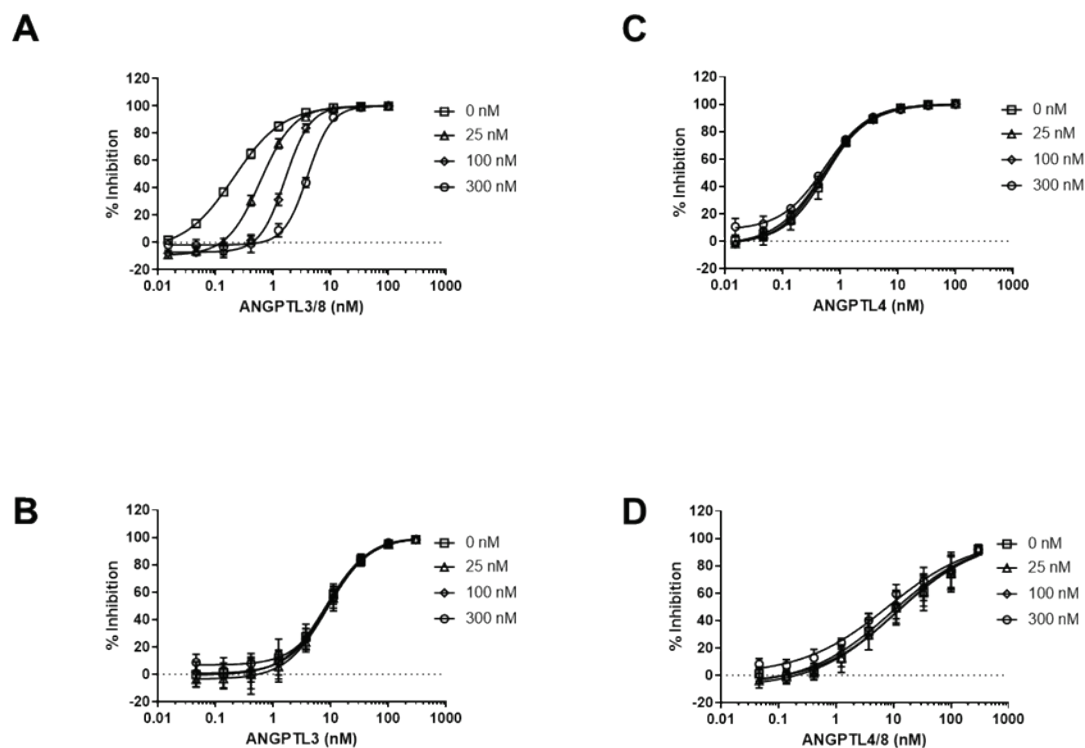 A
120
100
80
60
40
20
0
-20
% Inhibition
0.01 0.1 1 10 100 1000
ANGPTL3/8 (nM)
0 nM
25 nM
100 nM
300 nM
C
120
100
80
60
40
20
0
-20
% Inhibition
0.01 0.1 1 10 100 1000
ANGPTL4 (nM)
0 nM
25 nM
100 nM
300 nM
B
120
100
80
60
40
20
0
-20
% Inhibition
0.01 0.1 1 10 100 1000
ANGPTL3 (nM)
0 nM
25 nM
100 nM
300 nM
D
120
100
80
60
40
20
0
-20
% Inhibition
0.01 0.1 1 10 100 1000
ANGPTL4/8 (nM)
0 nM
25 nM
100 nM
300 nM